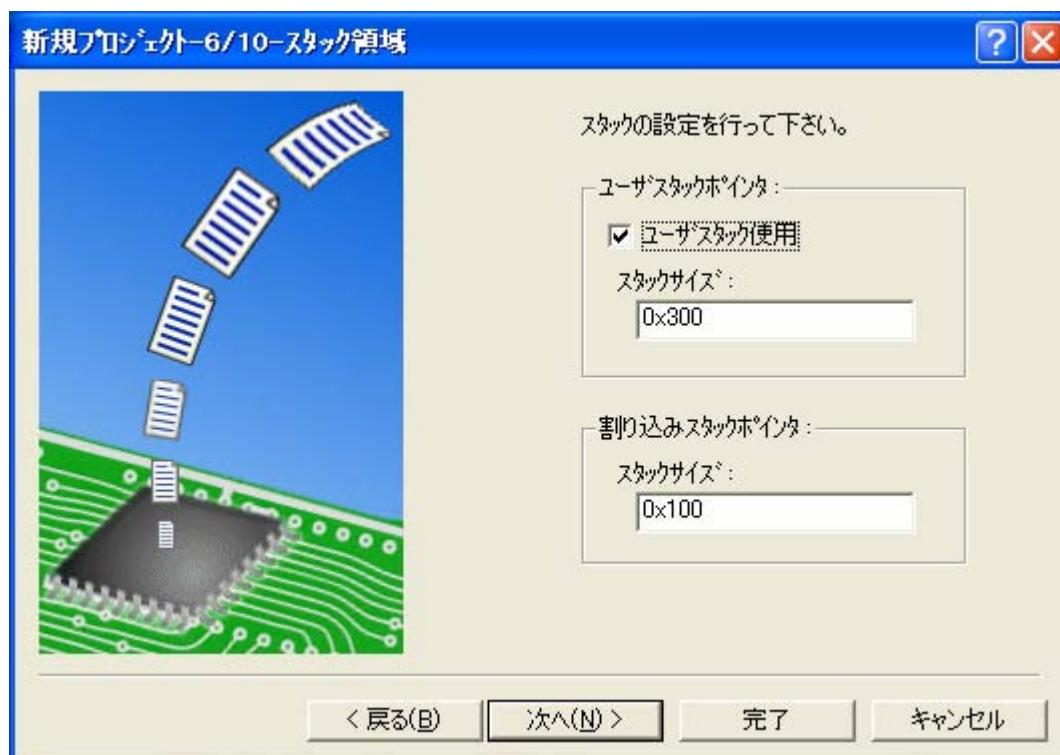 新規ﾌﾟﾛｼﾞｪｸﾄ-6/10-ｽﾀｯｸ領域
ｽﾀｯｸの設定を行って下さい。
ﾕｰｻﾞｽﾀｯｸﾎﾟｲﾝﾀ :
ﾕｰｻﾞｽﾀｯｸ使用
ｽﾀｯｸｻｲｽﾞ :
0x300
割り込みｽﾀｯｸﾎﾟｲﾝﾀ :
ｽﾀｯｸｻｲｽﾞ :
0x100
< 戻る(B)
次へ(N) >
完了
キャンセル